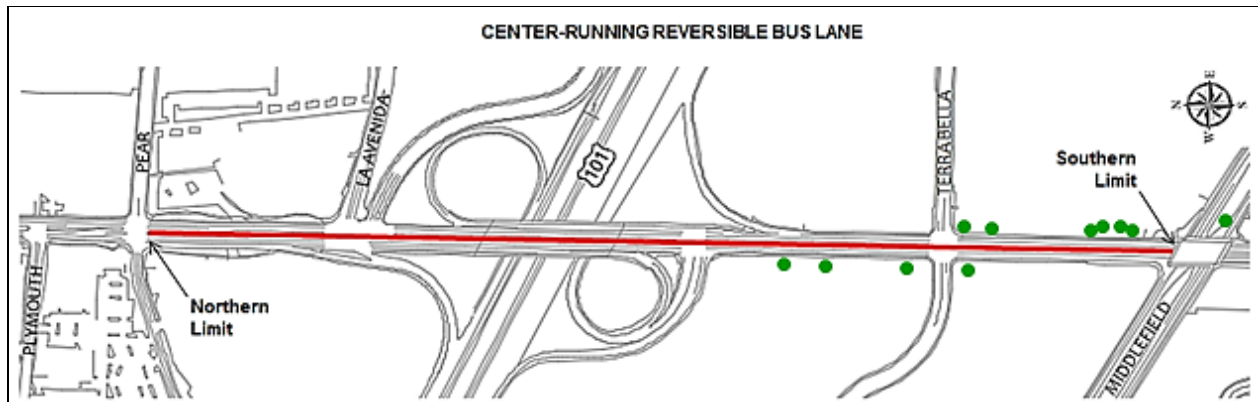 CENTER-RUNNING REVERSIBLE BUS LANE
PEAR
LA AVENIDA
101
TERRABELLA
E
N
S
W
Southern
Limit
PLYMOUTH
Northern
Limit
MIDDLEFIELD